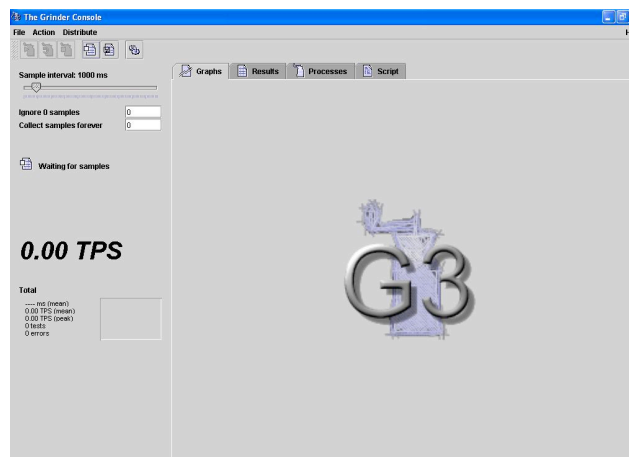 The Grinder Console
File Action Distribute H
Sample interval: 1000 ms
Graphs Results Processes Script
Ignore 0 samples 0
Collect samples forever 0
Waiting for samples
0.00 TPS
G3
Total
---- ms (mean)
0.00 TPS (mean)
0.00 TPS (peak)
0 tests
0 errors